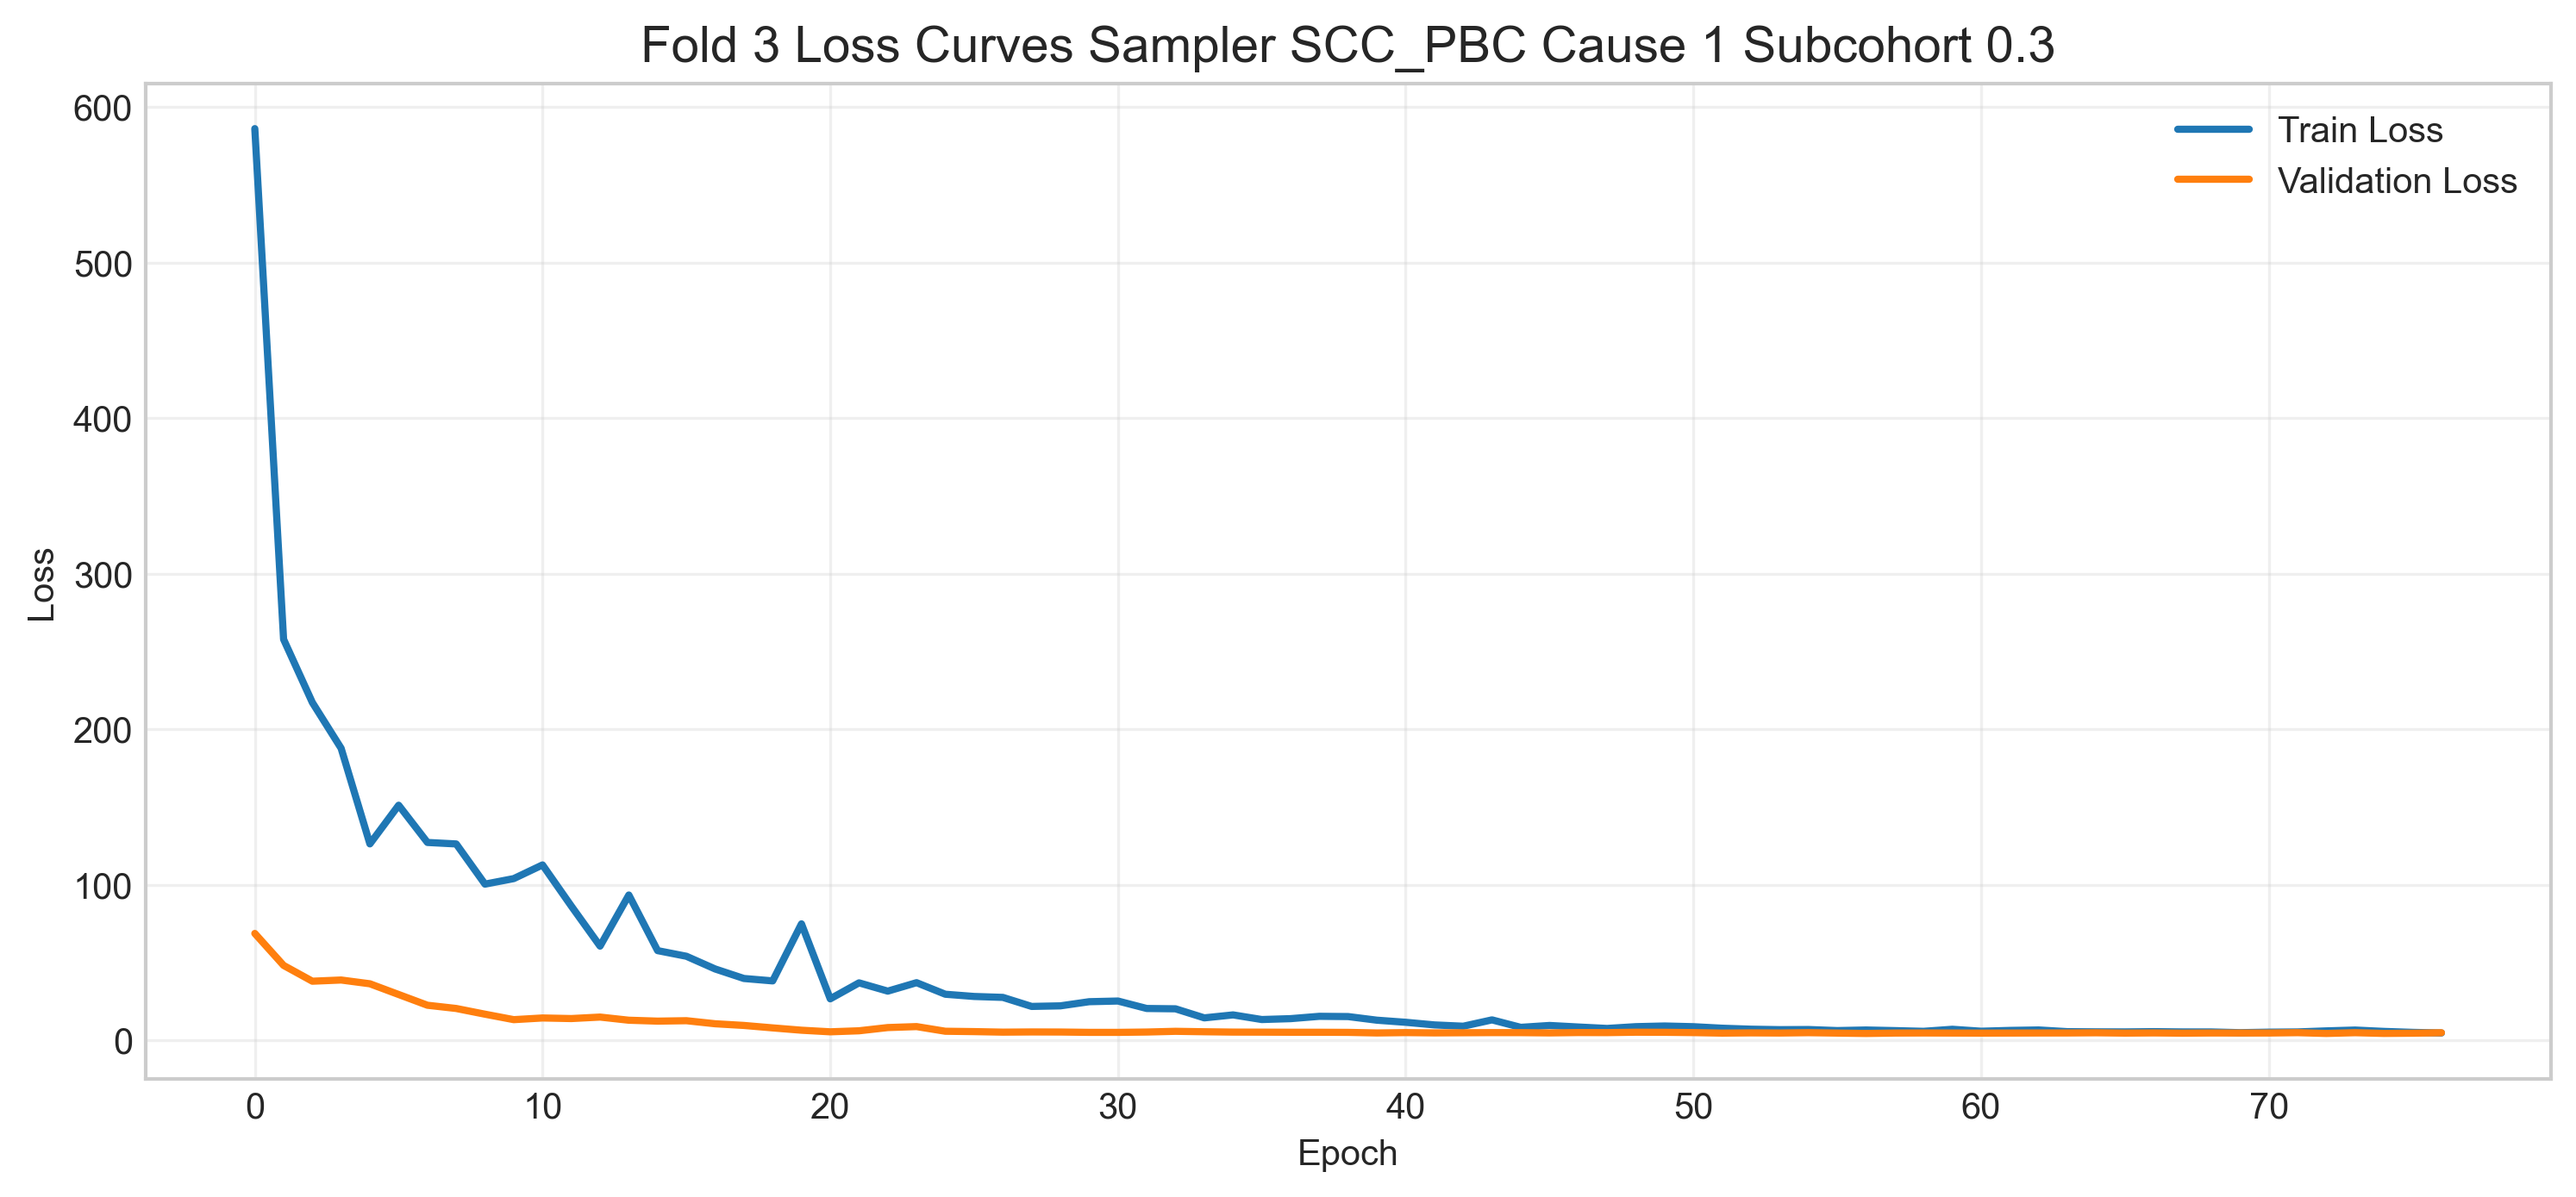 Fold 3 Loss Curves Sampler SCC_PBC Cause 1 Subcohort 0.3
Train Loss
Validation Loss
600
500
400
300
200
100
0
Loss
0 10 20 30 40 50 60 70
Epoch